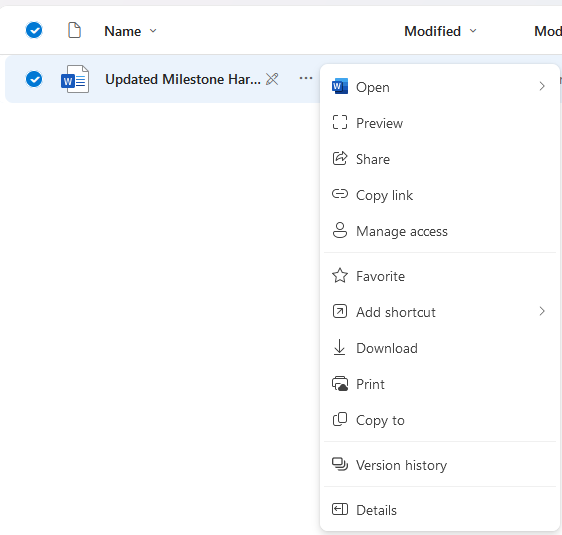 Name
Modified
Mod
Updated Milestone Har...
Open
Preview
Share
Copy link
Manage access
Favorite
Add shortcut
Download
Print
Copy to
Version history
Details